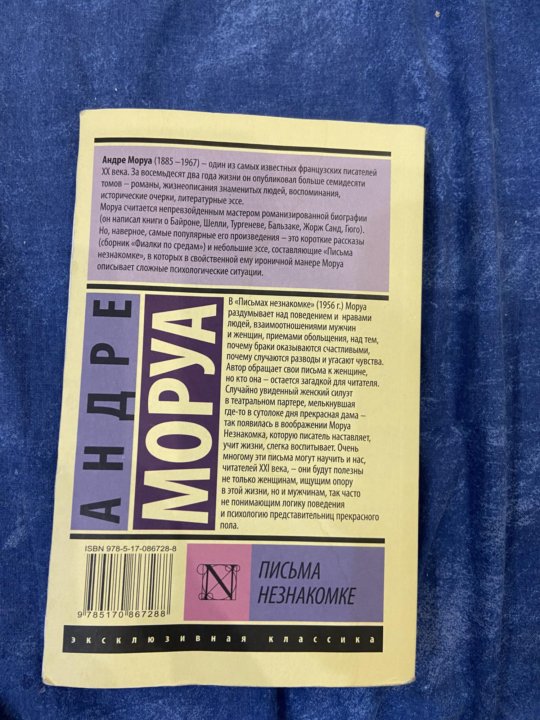 Андре Моруа (1885 –1967) – один из самых известных французских писателей
XX века. За восемьдесят два года жизни он опубликовал больше семидесяти
томов – романы, жизнеописания знаменитых людей, воспоминания,
исторические очерки, литературные эссе.
Моруа считается непревзойденным мастером романизированной биографии
(он написал книги о Байроне, Шелли, Тургеневе, Бальзаке, Жорж Санд, Гюго).
Но, наверное, самые популярные его произведения – это короткие рассказы
(сборник «Фиалки по средам») и небольшие эссе, составляющие «Письма
незнакомке», в которых в свойственной ему ироничной манере Моруа
описывает сложные психологические ситуации.
АНДРЕ
МОРУА
В «Письмах незнакомке» (1956 г.) Моруа
раздумывает над поведением и нравами
людей, взаимоотношениями мужчин
и женщин, приемами обольщения, над тем,
почему браки оказываются счастливыми,
почему случаются разводы и угасают чувства.
Автор обращает свои письма к женщине,
но кто она – остается загадкой для читателя.
Случайно увиденный женский силуэт
в театральном партере, мелькнувшая
где-то в сутолоке дня прекрасная дама –
так появилась в воображении Моруа
Незнакомка, которую писатель наставляет,
учит жизни, слегка воспитывает. Очень
многому эти письма могут научить и нас,
читателей XXI века, – они будут полезны
не только женщинам, ищущим опору
в этой жизни, но и мужчинам, так часто
не понимающим логику поведения
и психологию представительниц прекрасного
пола.
ISBN 978-5-17-086728-8
9 785170 867288
N
ПИСЬМА
НЕЗНАКОМКЕ
эксклюзивная классика